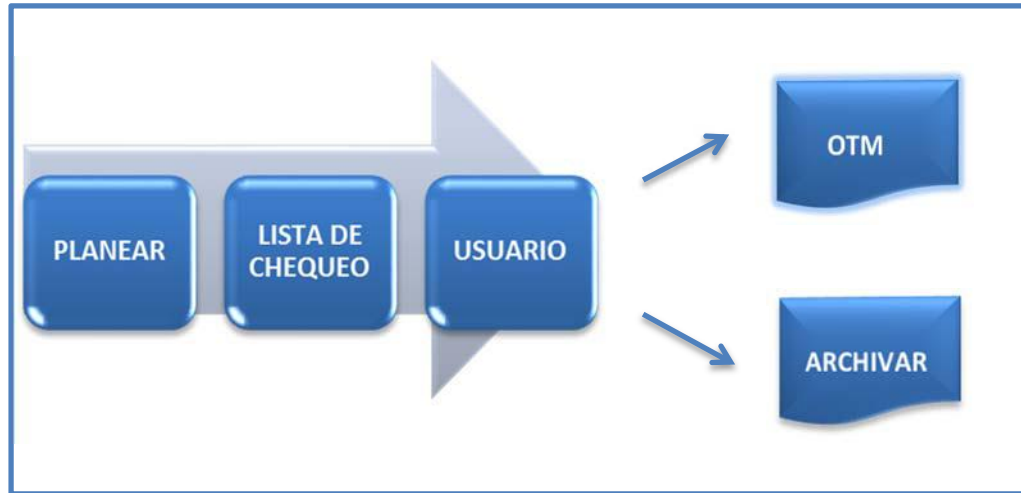 PLANEAR
LISTA DE
CHEQUEO
USUARIO
OTM
ARCHIVAR